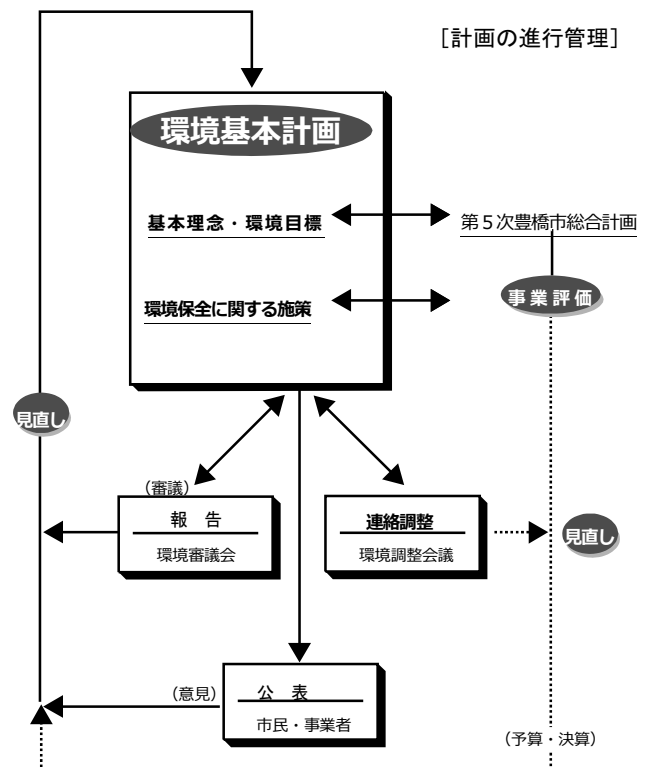 [計画の進行管理]
環境基本計画
基本理念・環境目標
第5次豊橋市総合計画
事業評価
環境保全に関する施策
見直し
(審議)
報 告
環境審議会
連絡調整
環境調整会議
見直し
(意見)
公 表
市民・事業者
(予算・決算)